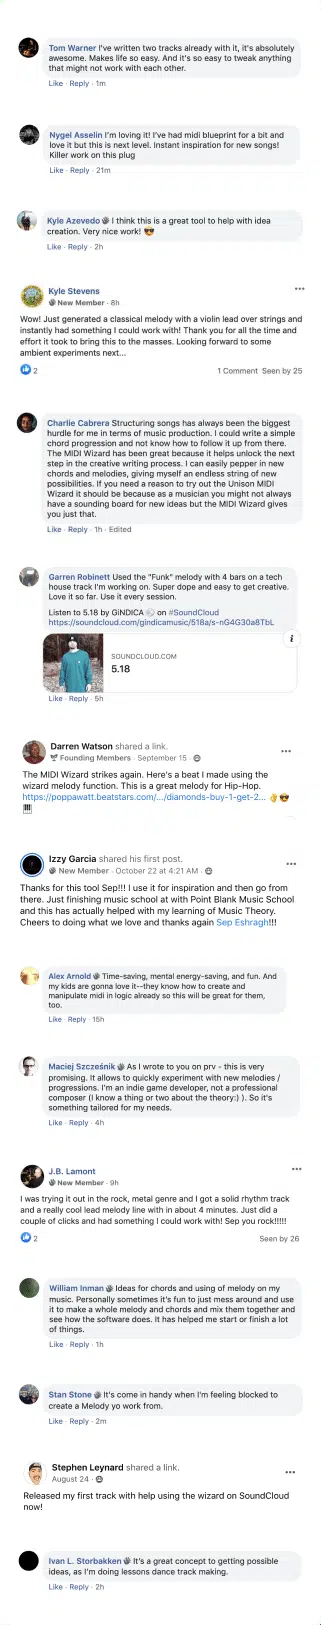 Tom Warner I've written two tracks already with it, it's absolutely
awesome. Makes life so easy. And it's so easy to tweak anything
that might not work with each other.
Like · Reply · 1m
Nygel Asselin I'm loving it! I've had midi blueprint for a bit and
love it but this is next level. Instant inspiration for new songs!
Killer work on this plug
Like · Reply · 21m
Kyle Azevedo I think this is a great tool to help with idea
creation. Very nice work! 😎
Like · Reply · 2h
Kyle Stevens
New Member · 8h
Wow! Just generated a classical melody with a violin lead over strings and
instantly had something I could work with! Thank you for all the time and
effort it took to bring this to the masses. Looking forward to some
ambient experiments next...
2 1 Comment Seen by 25
Charlie Cabrera Structuring songs has always been the biggest
hurdle for me in terms of music production. I could write a simple
chord progression and not know how to follow it up from there.
The MIDI Wizard has been great because it helps unlock the next
step in the creative writing process. I can easily pepper in new
chords and melodies, giving myself an endless string of new
possibilities. If you need a reason to try out the Unison MIDI
Wizard it should be because as a musician you might not always
have a sounding board for new ideas but the MIDI Wizard gives
you just that.
Like · Reply · 1h · Edited
Garren Robinett Used the "Funk" melody with 4 bars on a tech
house track I'm working on. Super dope and easy to get creative.
Love it so far. Use it every session.
Listen to 5.18 by GiNDICA on #SoundCloud
https://soundcloud.com/gindicamusic/518a/s-nG4G30a8TbL
SOUNDCLOUD.COM
5.18
Like · Reply · 5h
Darren Watson shared a link.
Founding Members · September 15
The MIDI Wizard strikes again. Here's a beat I made using the
wizard melody function. This is a great melody for Hip-Hop.
https://poppawatt.beatstars.com/.../diamonds-buy-1-get-2... 👌😎
🎹
Izzy Garcia shared his first post.
New Member · October 22 at 4:21 AM
Thanks for this tool Sep!!! I use it for inspiration and then go from
there. Just finishing music school at with Point Blank Music School
and this has actually helped with my learning of Music Theory.
Cheers to doing what we love and thanks again Sep Eshragh!!!
Alex Arnold Time-saving, mental energy-saving, and fun. And
my kids are gonna love it--they know how to create and
manipulate midi in logic already so this will be great for them,
too.
Like · Reply · 15h
Maciej Szcześnik As I wrote to you on prv - this is very
promising. It allows to quickly experiment with new melodies /
progressions. I'm an indie game developer, not a professional
composer (I know a thing or two about the theory:) ). So it's
something tailored for my needs.
Like · Reply · 4h
J.B. Lamont
New Member · 9h
I was trying it out in the rock, metal genre and I got a solid rhythm track
and a really cool lead melody line with in about 4 minutes. Just did a
couple of clicks and had something I could work with! Sep you rock!!!!!
2 Seen by 26
William Inman Ideas for chords and using of melody on my
music. Personally sometimes it's fun to just mess around and use
it to make a whole melody and chords and mix them together and
see how the software does. It has helped me start or finish a lot
of things.
Like · Reply · 1h
Stan Stone It's come in handy when I'm feeling blocked to
create a Melody yo work from.
Like · Reply · 2m
Stephen Leynard shared a link.
August 24
Released my first track with help using the wizard on SoundCloud
now!
Ivan L. Storbakken It's a great concept to getting possible
ideas, as I'm doing lessons dance track making.
Like · Reply · 2h